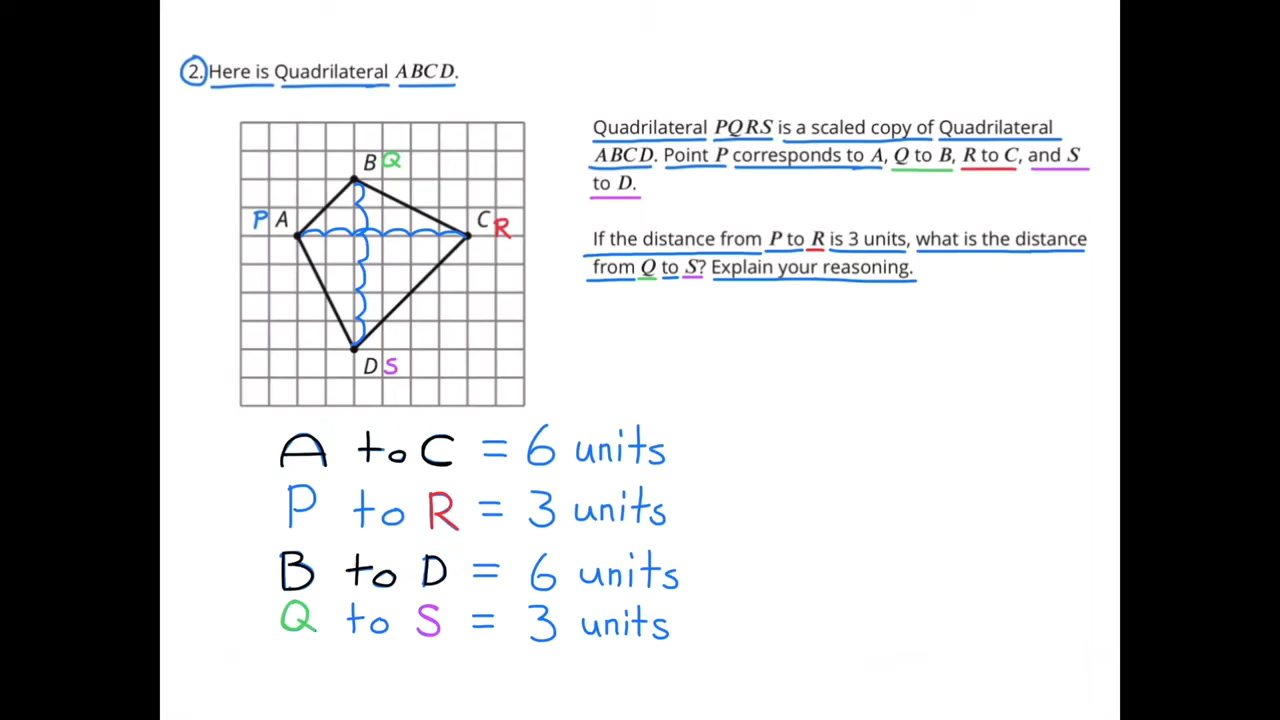 2. Here is Quadrilateral ABCD.
B Q
P A
C R
D S
Quadrilateral PQRS is a scaled copy of Quadrilateral
ABCD. Point P corresponds to A, Q to B, R to C, and S
to D.
If the distance from P to R is 3 units, what is the distance
from Q to S? Explain your reasoning.
A to C = 6 units
P to R = 3 units
B to D = 6 units
Q to S = 3 units